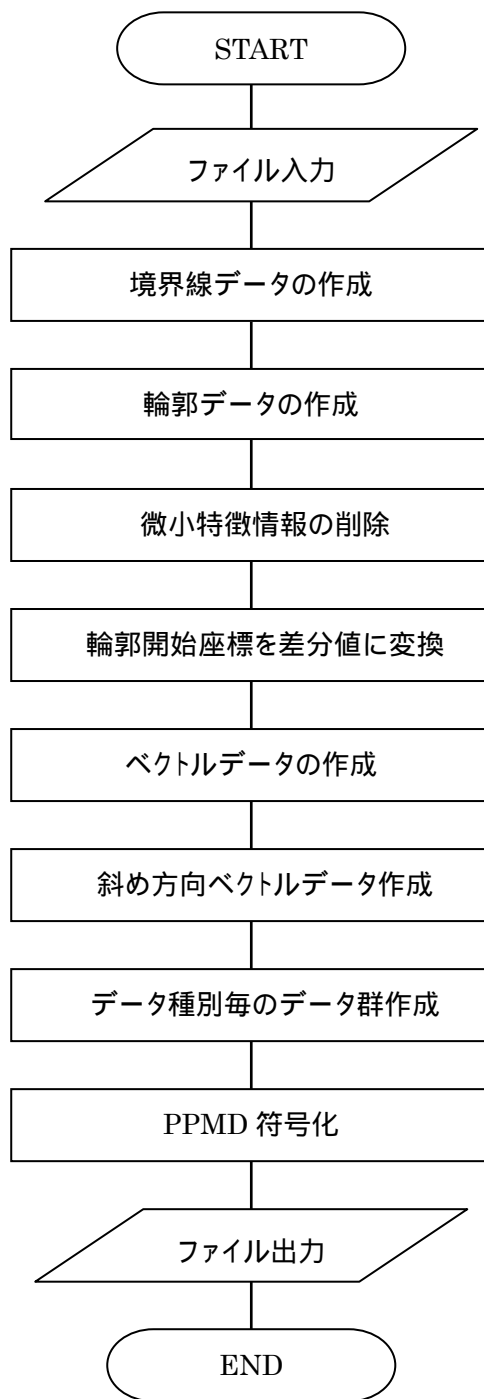 START
ファイル入力
境界線データの作成
輪郭データの作成
微小特徴情報の削除
輪郭開始座標を差分値に変換
ベクトルデータの作成
斜め方向ベクトルデータ作成
データ種別毎のデータ群作成
PPMD 符号化
ファイル出力
END